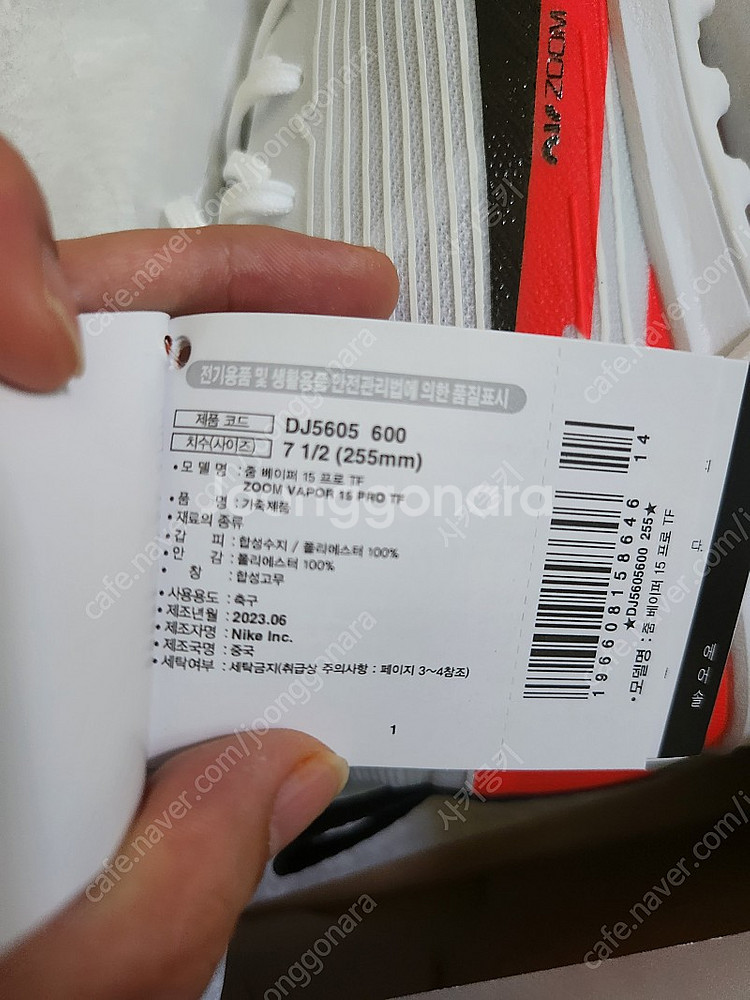 AIR ZOOM
전기용품 및 생활용품 안전관리법에 의한 품질표시
제품 코드 DJ5605 600
치수(사이즈) 7 1/2 (255mm)
•모 델 명 : 줌 베이퍼 15 프로 TF
ZOOM VAPOR 15 PRO TF
•품 명 : 가죽제품
•재료의 종류
•갑 피 : 합성수지 / 폴리에스터 100%
•안 감 : 폴리에스터 100%
•창 : 합성고무
•사용용도 : 축구
•제조년월 : 2023.06
•제조자명 : Nike Inc.
•제조국명 : 중국
•세탁여부 : 세탁금지(취급상 주의사항 : 페이지 3~4참조)
1
14
196608158646
★DJ5605600 255★
•모델명 : 줌 베이퍼 15 프로 TF
joonggonara
사커동키
cafe.naver.com/joonggonara